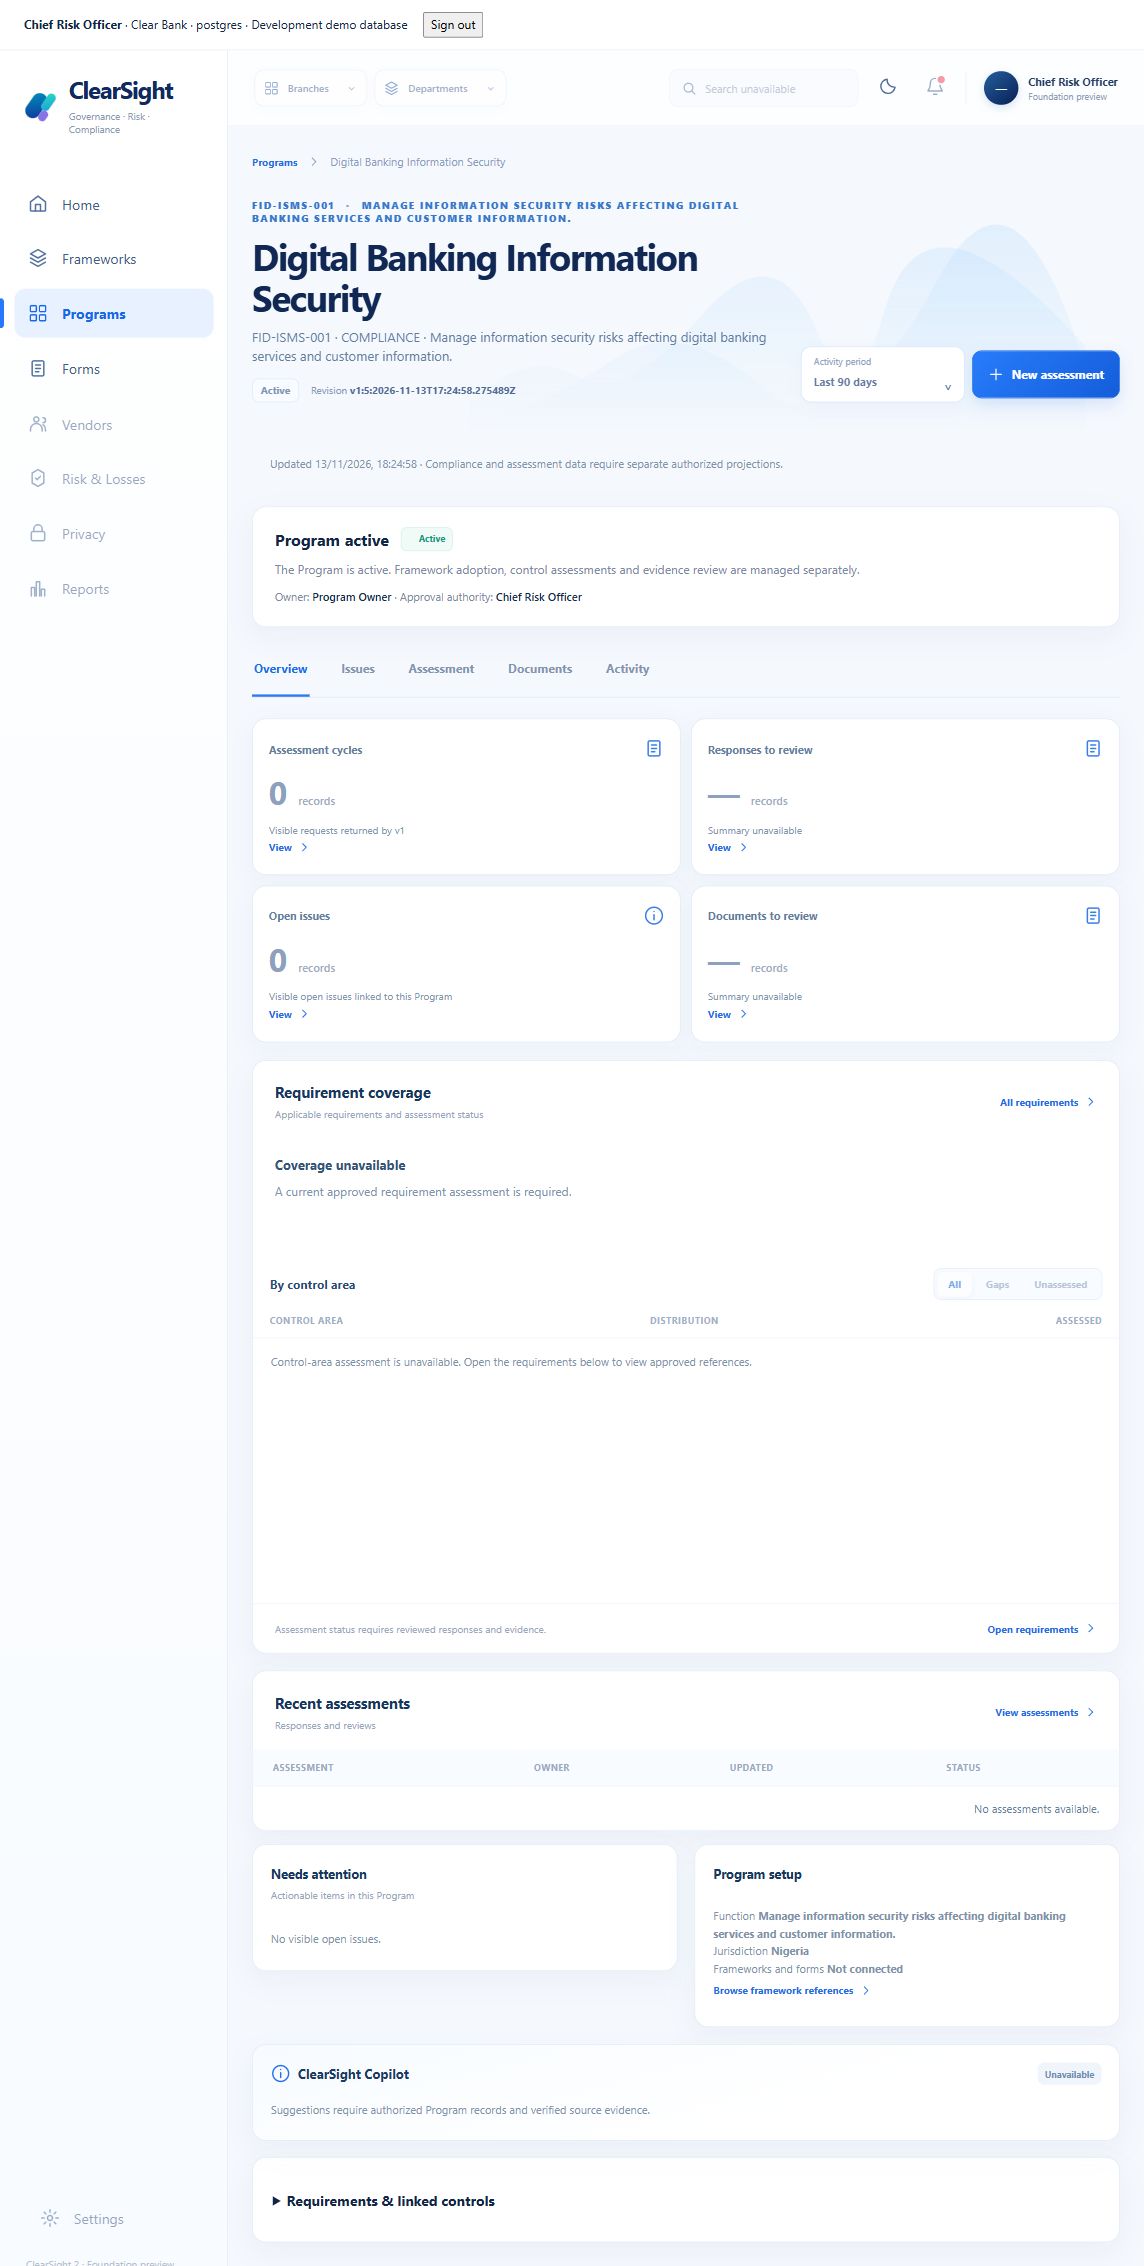 Chief Risk Officer · Clear Bank · postgres · Development demo database Sign out
ClearSight
Governance · Risk ·
Compliance
Branches
Departments
Search unavailable
Chief Risk Officer
Foundation preview
Home
Frameworks
Programs
Forms
Vendors
Risk & Losses
Privacy
Reports
Settings
ClearSight 2 · Foundation preview
Programs > Digital Banking Information Security
FID-ISMS-001 · MANAGE INFORMATION SECURITY RISKS AFFECTING DIGITAL
BANKING SERVICES AND CUSTOMER INFORMATION.
Digital Banking Information
Security
FID-ISMS-001 · COMPLIANCE · Manage information security risks affecting digital banking
services and customer information.
Active Revision v1:5:2026-11-13T17:24:58.275489Z
Activity period
Last 90 days
+ New assessment
Updated 13/11/2026, 18:24:58 · Compliance and assessment data require separate authorized projections.
Program active Active
The Program is active. Framework adoption, control assessments and evidence review are managed separately.
Owner: Program Owner · Approval authority: Chief Risk Officer
Overview Issues Assessment Documents Activity
Assessment cycles
0 records
Visible requests returned by v1
View >
Responses to review
— records
Summary unavailable
View >
Open issues
0 records
Visible open issues linked to this Program
View >
Documents to review
— records
Summary unavailable
View >
Requirement coverage
Applicable requirements and assessment status
All requirements >
Coverage unavailable
A current approved requirement assessment is required.
By control area
All Gaps Unassessed
CONTROL AREA DISTRIBUTION ASSESSED
Control-area assessment is unavailable. Open the requirements below to view approved references.
Assessment status requires reviewed responses and evidence.
Open requirements >
Recent assessments
Responses and reviews
View assessments >
ASSESSMENT OWNER UPDATED STATUS
No assessments available.
Needs attention
Actionable items in this Program
No visible open issues.
Program setup
Function Manage information security risks affecting digital banking
services and customer information.
Jurisdiction Nigeria
Frameworks and forms Not connected
Browse framework references >
ClearSight Copilot
Unavailable
Suggestions require authorized Program records and verified source evidence.
Requirements & linked controls